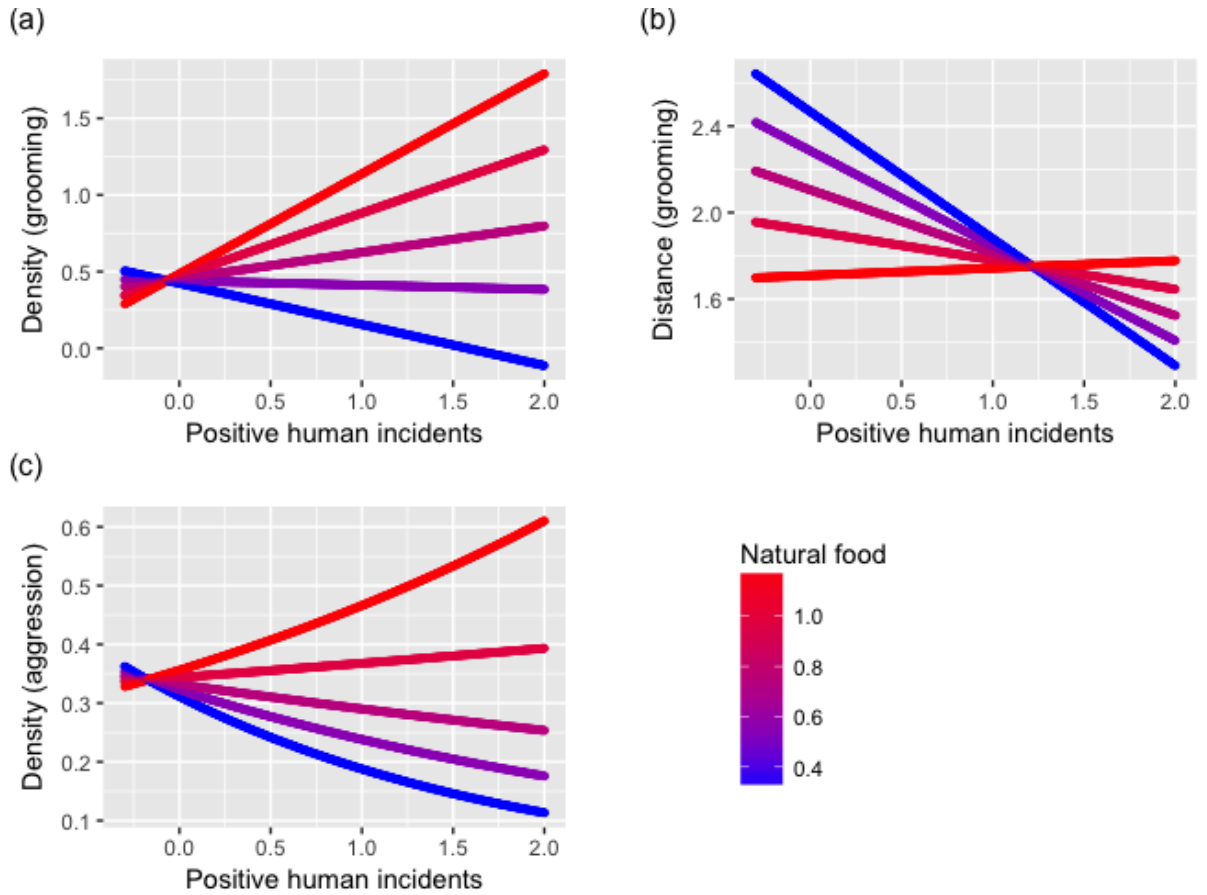 (a)
Density (grooming)
1.5
1.0
0.5
0.0
0.0 0.5 1.0 1.5 2.0
Positive human incidents
(b)
Distance (grooming)
2.4
2.0
1.6
0.0 0.5 1.0 1.5 2.0
Positive human incidents
(c)
Density (aggression)
0.6
0.5
0.4
0.3
0.2
0.1
0.0 0.5 1.0 1.5 2.0
Positive human incidents
Natural food
1.0
0.8
0.6
0.4